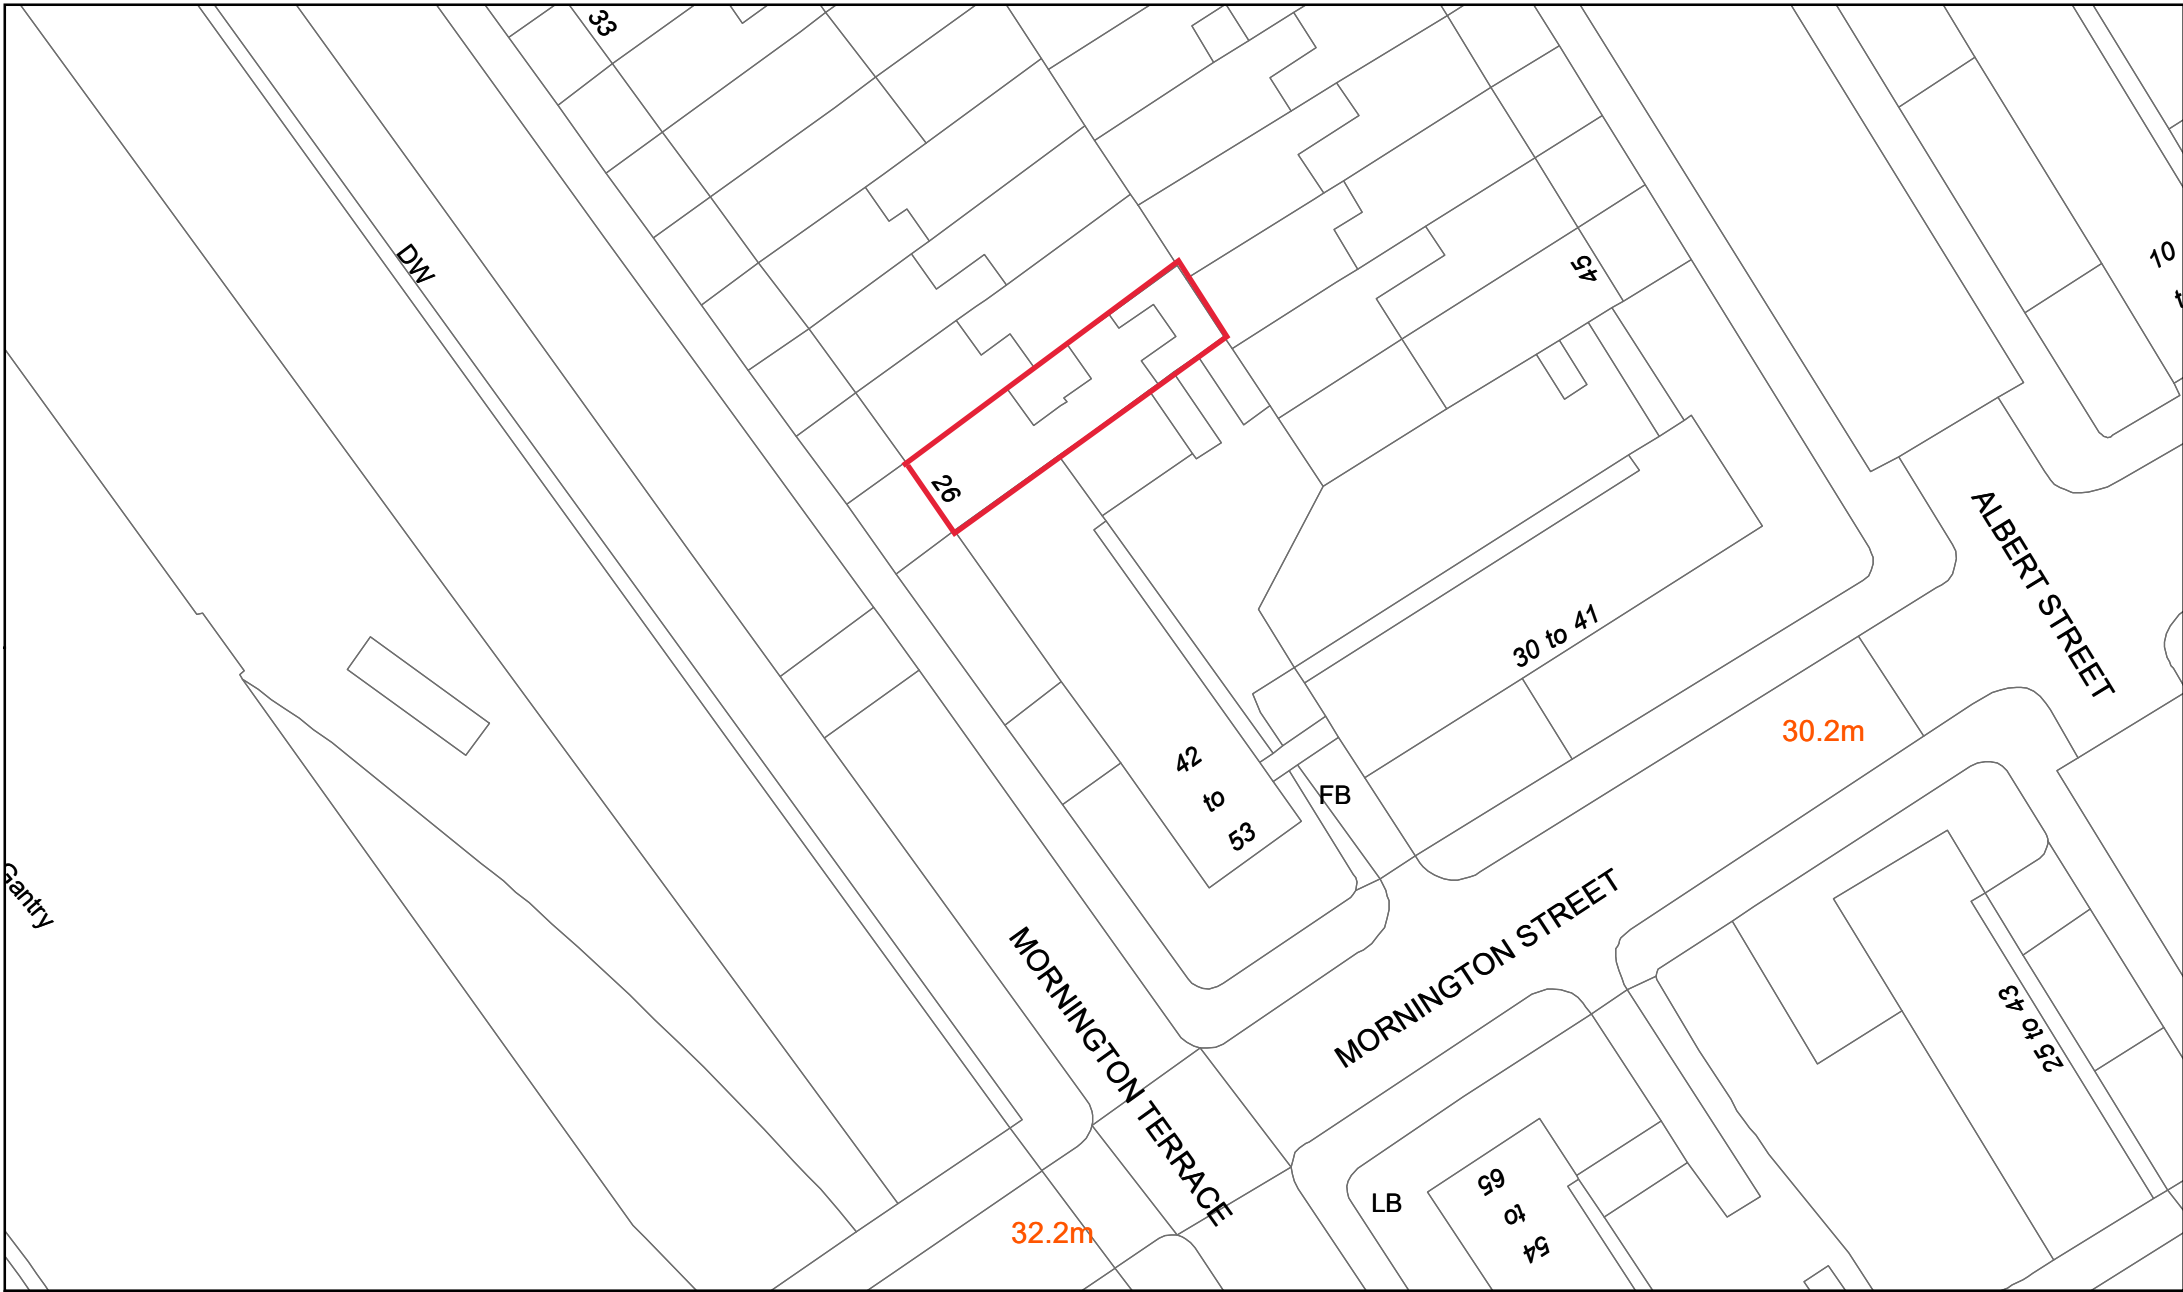 33
DW
45
10
26
ALBERT STREET
30 to 41
30.2m
42
to
53
FB
Gantry
MORNINGTON STREET
MORNINGTON TERRACE
25 to 43
65
to
54
LB
32.2m